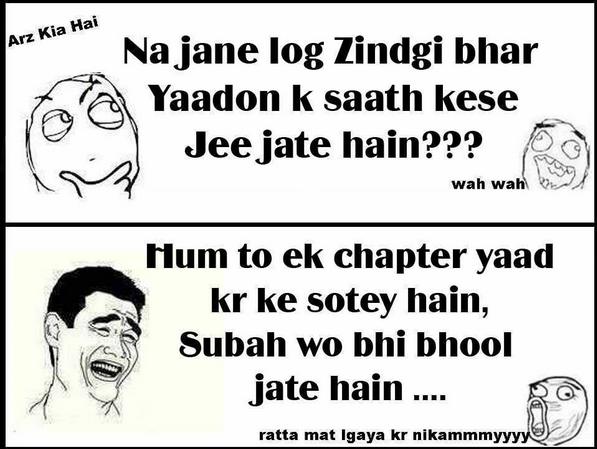 Arz Kia Hai
Na jane log Zindgi bhar
Yaadon k saath kese
Jee jate hain???
wah wah
Hum to ek chapter yaad
kr ke sotey hain,
Subah wo bhi bhool
jate hain ....
ratta mat lgaya kr nikammmyyyy